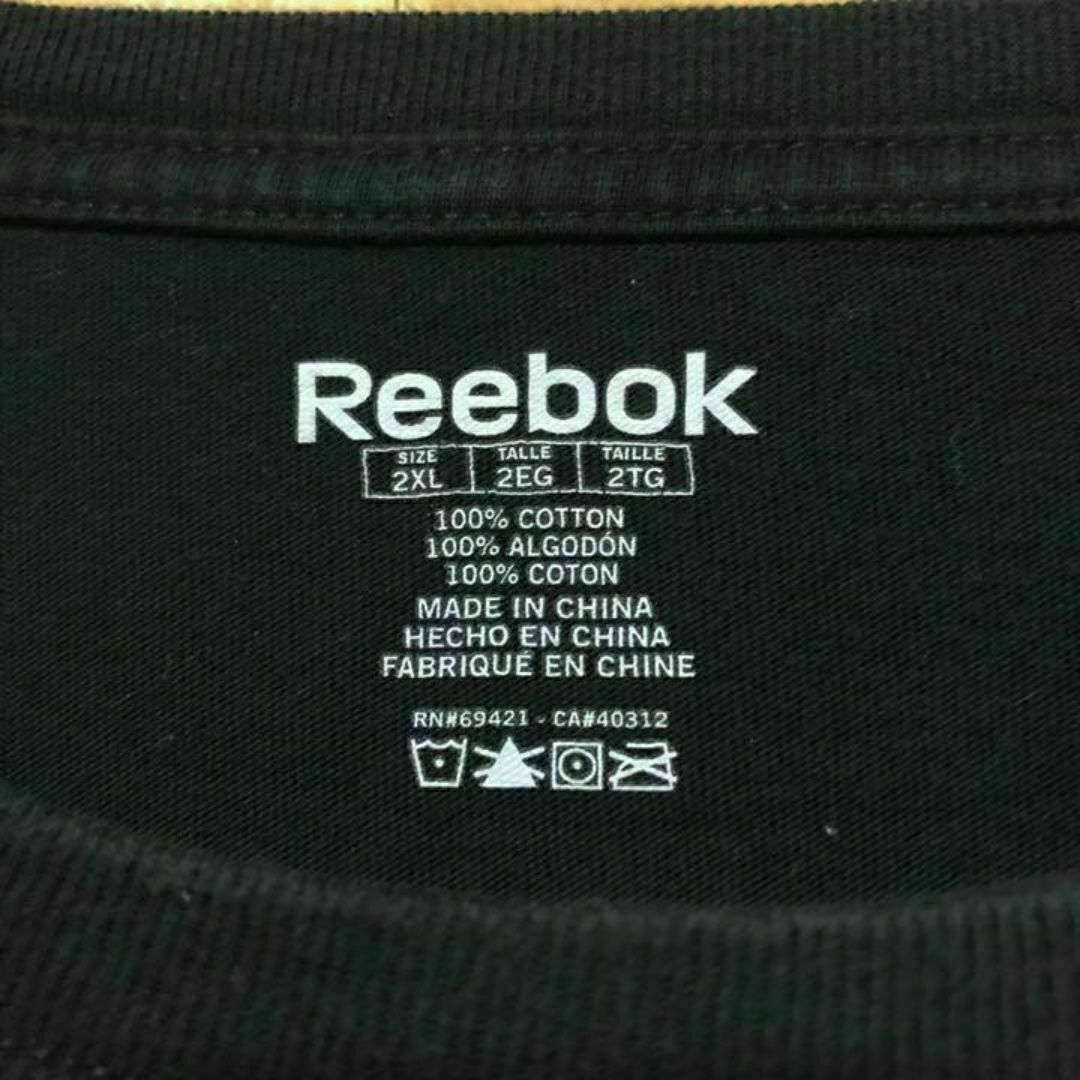 Reebok
SIZE TALLE TAILLE
2XL 2EG 2TG
100% COTTON
100% ALGODÓN
100% COTON
MADE IN CHINA
HECHO EN CHINA
FABRIQUÉ EN CHINE
RN#69421 - CA#40312